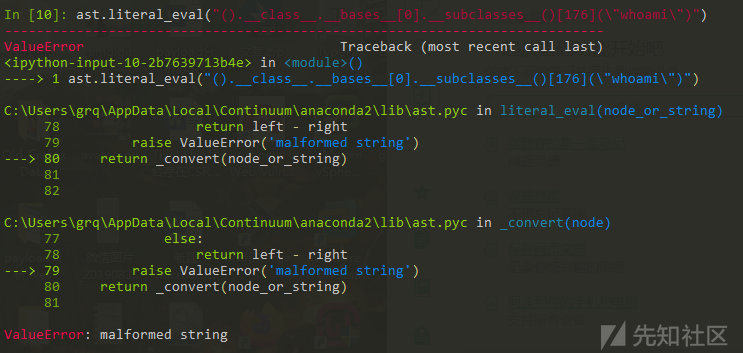 In [10]: ast.literal_eval("().__class__.__bases__[0].__subclasses__()[176](\"whoami\")")
---------------------------------------------------------------------------
ValueError                                Traceback (most recent call last)
<ipython-input-10-2b7639713b4e> in <module>()
----> 1 ast.literal_eval("().__class__.__bases__[0].__subclasses__()[176](\"whoami\")")
C:\Users\grq\AppData\Local\Continuum\anaconda2\lib\ast.pyc in literal_eval(node_or_string)
     78                 return left - right
     79         raise ValueError('malformed string')
---> 80     return _convert(node_or_string)
     81
     82
C:\Users\grq\AppData\Local\Continuum\anaconda2\lib\ast.pyc in _convert(node)
     77             else:
     78                 return left - right
---> 79         raise ValueError('malformed string')
     80     return _convert(node_or_string)
     81
ValueError: malformed string
先知社区